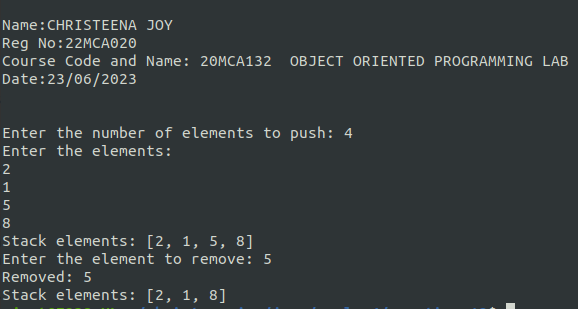 Name:CHRISTEENA JOY
Reg No:22MCA020
Course Code and Name: 20MCA132  OBJECT ORIENTED PROGRAMMING LAB
Date:23/06/2023
Enter the number of elements to push: 4
Enter the elements:
2
1
5
8
Stack elements: [2, 1, 5, 8]
Enter the element to remove: 5
Removed: 5
Stack elements: [2, 1, 8]